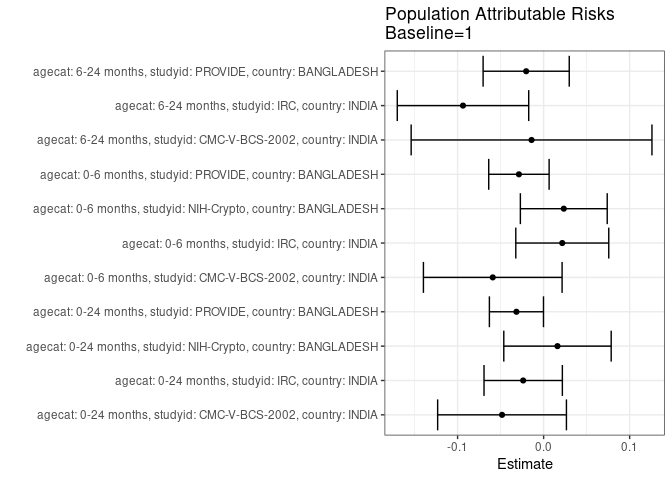 Population Attributable Risks
Baseline=1
agecat: 6-24 months, studyid: PROVIDE, country: BANGLADESH
agecat: 6-24 months, studyid: IRC, country: INDIA
agecat: 6-24 months, studyid: CMC-V-BCS-2002, country: INDIA
agecat: 0-6 months, studyid: PROVIDE, country: BANGLADESH
agecat: 0-6 months, studyid: NIH-Crypto, country: BANGLADESH
agecat: 0-6 months, studyid: IRC, country: INDIA
agecat: 0-6 months, studyid: CMC-V-BCS-2002, country: INDIA
agecat: 0-24 months, studyid: PROVIDE, country: BANGLADESH
agecat: 0-24 months, studyid: NIH-Crypto, country: BANGLADESH
agecat: 0-24 months, studyid: IRC, country: INDIA
agecat: 0-24 months, studyid: CMC-V-BCS-2002, country: INDIA
-0.1 0.0 0.1
Estimate